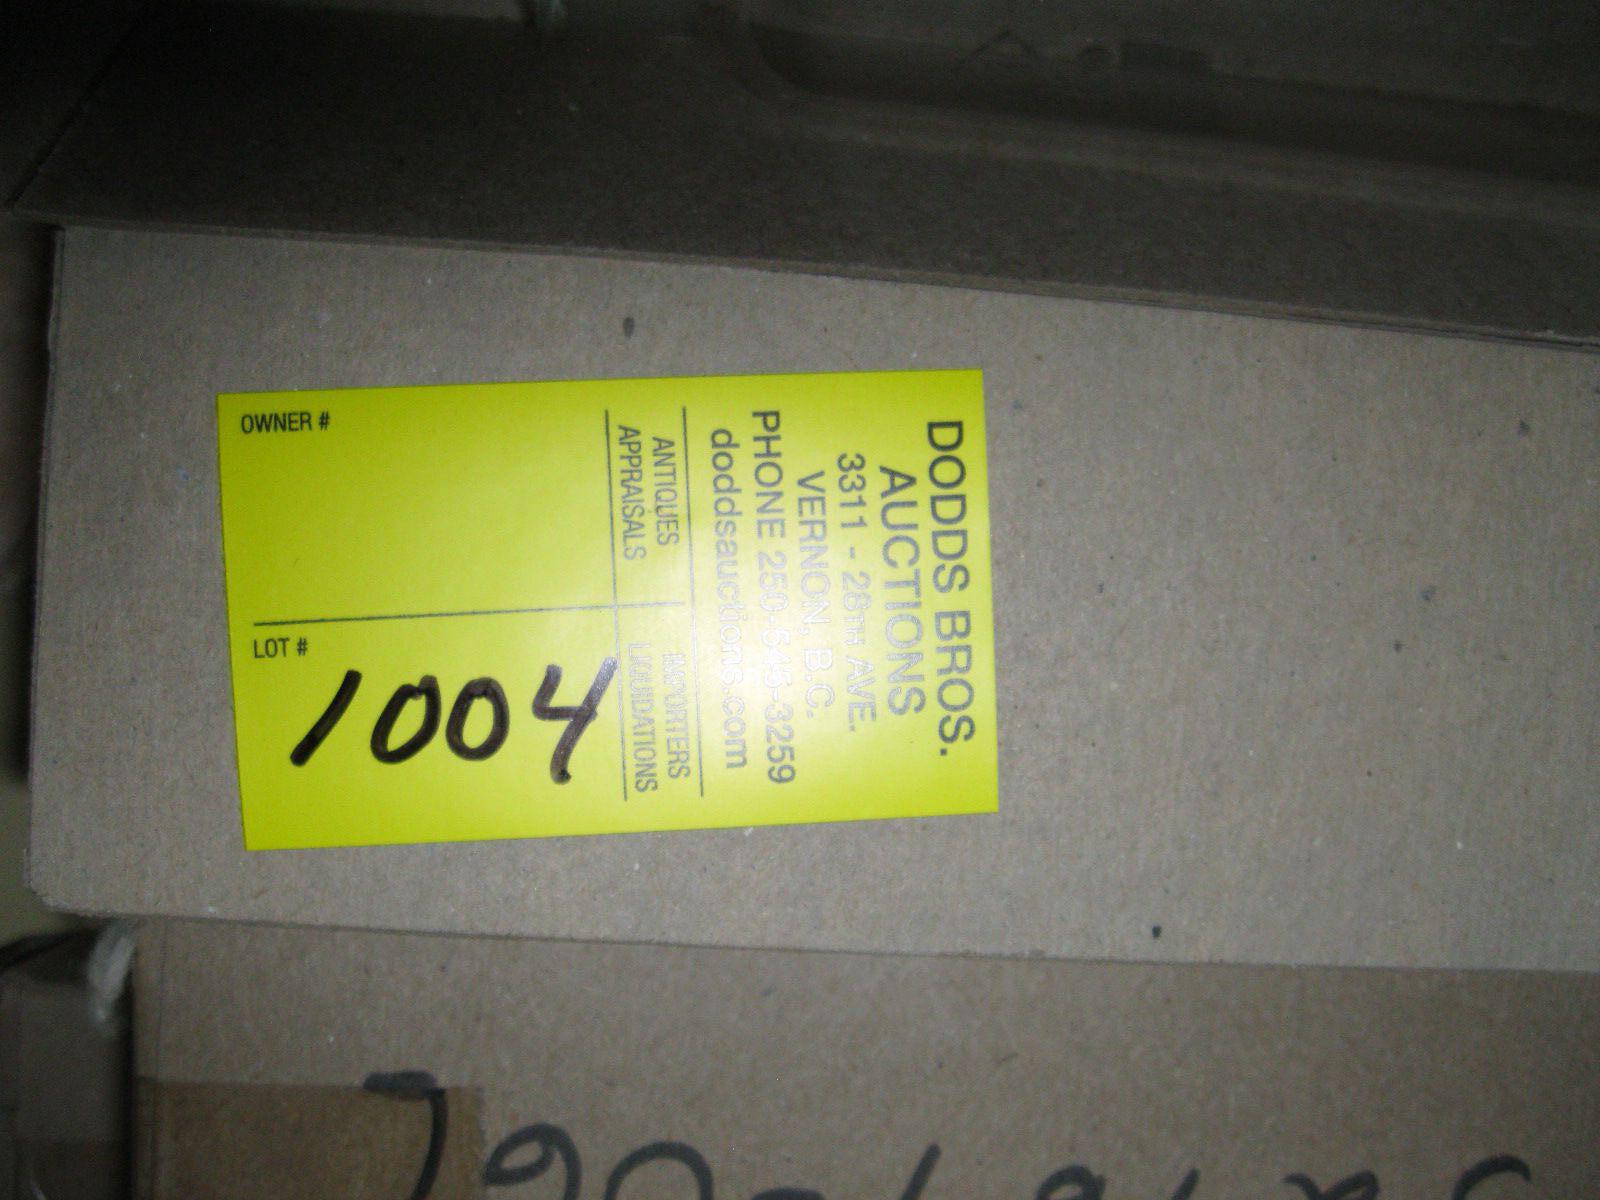 DODDS BROS.
AUCTIONS
3311 - 28TH AVE.
VERNON, B.C.
PHONE 250-545-3259
doddsauctions.com
ANTIQUES IMPORTERS
APPRAISALS LIQUIDATIONS
OWNER #
LOT #
1004